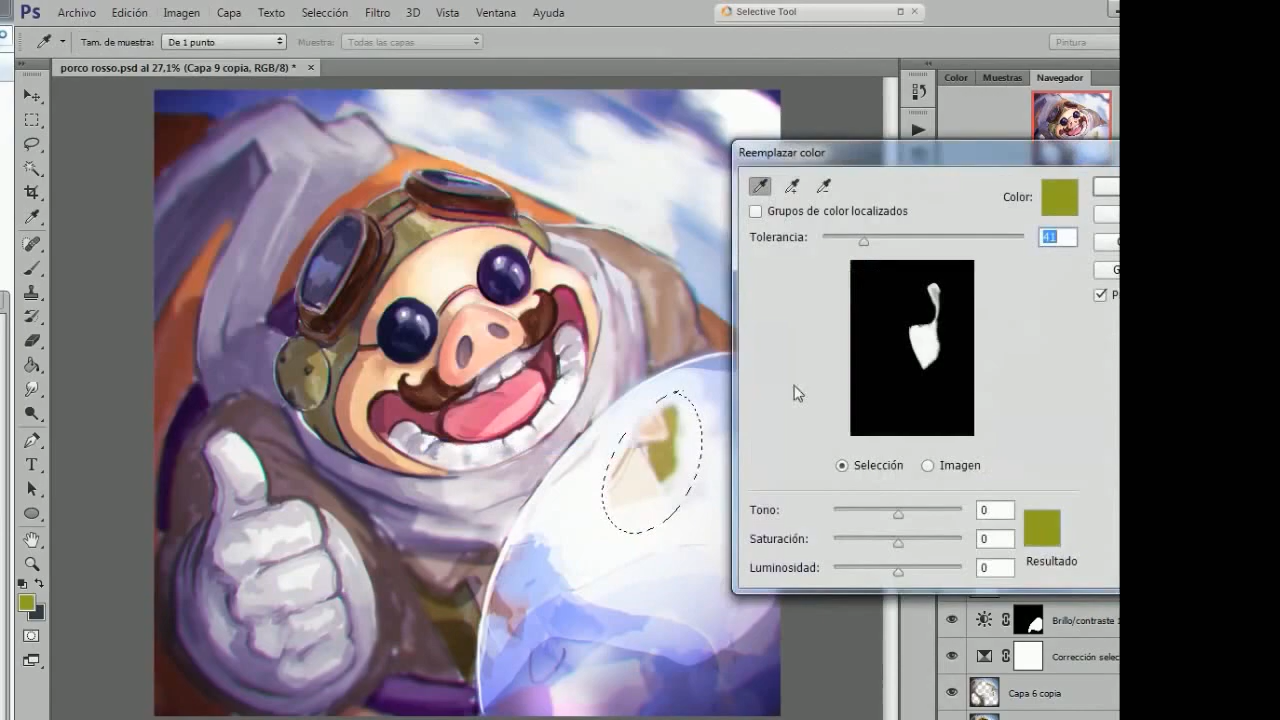 Ps Archivo Edición Imagen Capa Texto Selección Filtro 3D Vista Ventana Ayuda
Selective Tool
Tam. de muestra: De 1 punto Muestra: Todas las capas Pintura
porco rosso.psd al 27,1% (Capa 9 copia, RGB/8) *
Color Muestras Navegador
Reemplazar color
Color:
Grupos de color localizados
Tolerancia: 41
Selección Imagen
Tono: 0
Saturación: 0
Resultado
Luminosidad: 0
Brillo/contraste 1
Corrección selec
Capa 6 copia